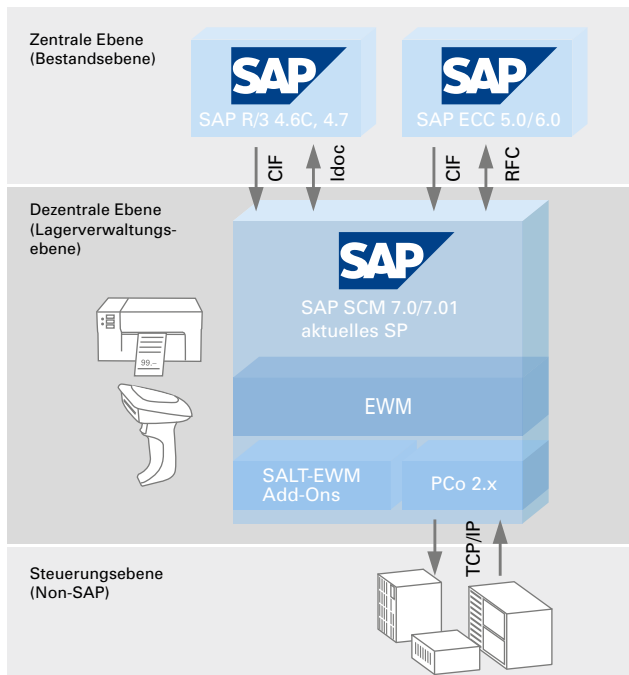 Zentrale Ebene
(Bestandsebene)
SAP
SAP R/3 4.6C, 4.7
SAP
SAP ECC 5.0/6.0
CIF
Idoc
CIF
RFC
Dezentrale Ebene
(Lagerverwaltungs-
ebene)
SAP
SAP SCM 7.0/7.01
aktuelles SP
99,–
EWM
SALT-EWM
Add-Ons
PCo 2.x
TCP/IP
Steuerungsebene
(Non-SAP)